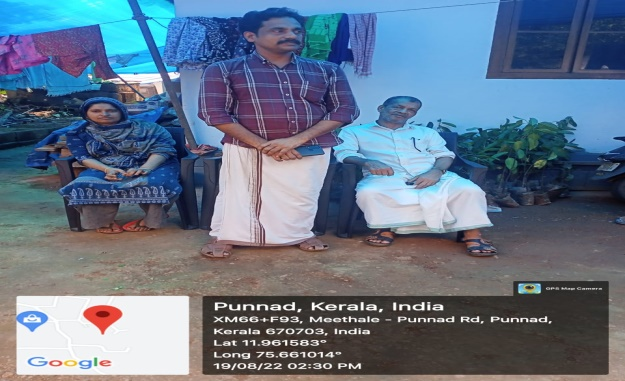 GPS Map Camera
Punnad, Kerala, India
XM66+F93, Meethale - Punnad Rd, Punnad,
Kerala 670703, India
Lat 11.961583°
Long 75.661014°
19/08/22 02:30 PM
Google